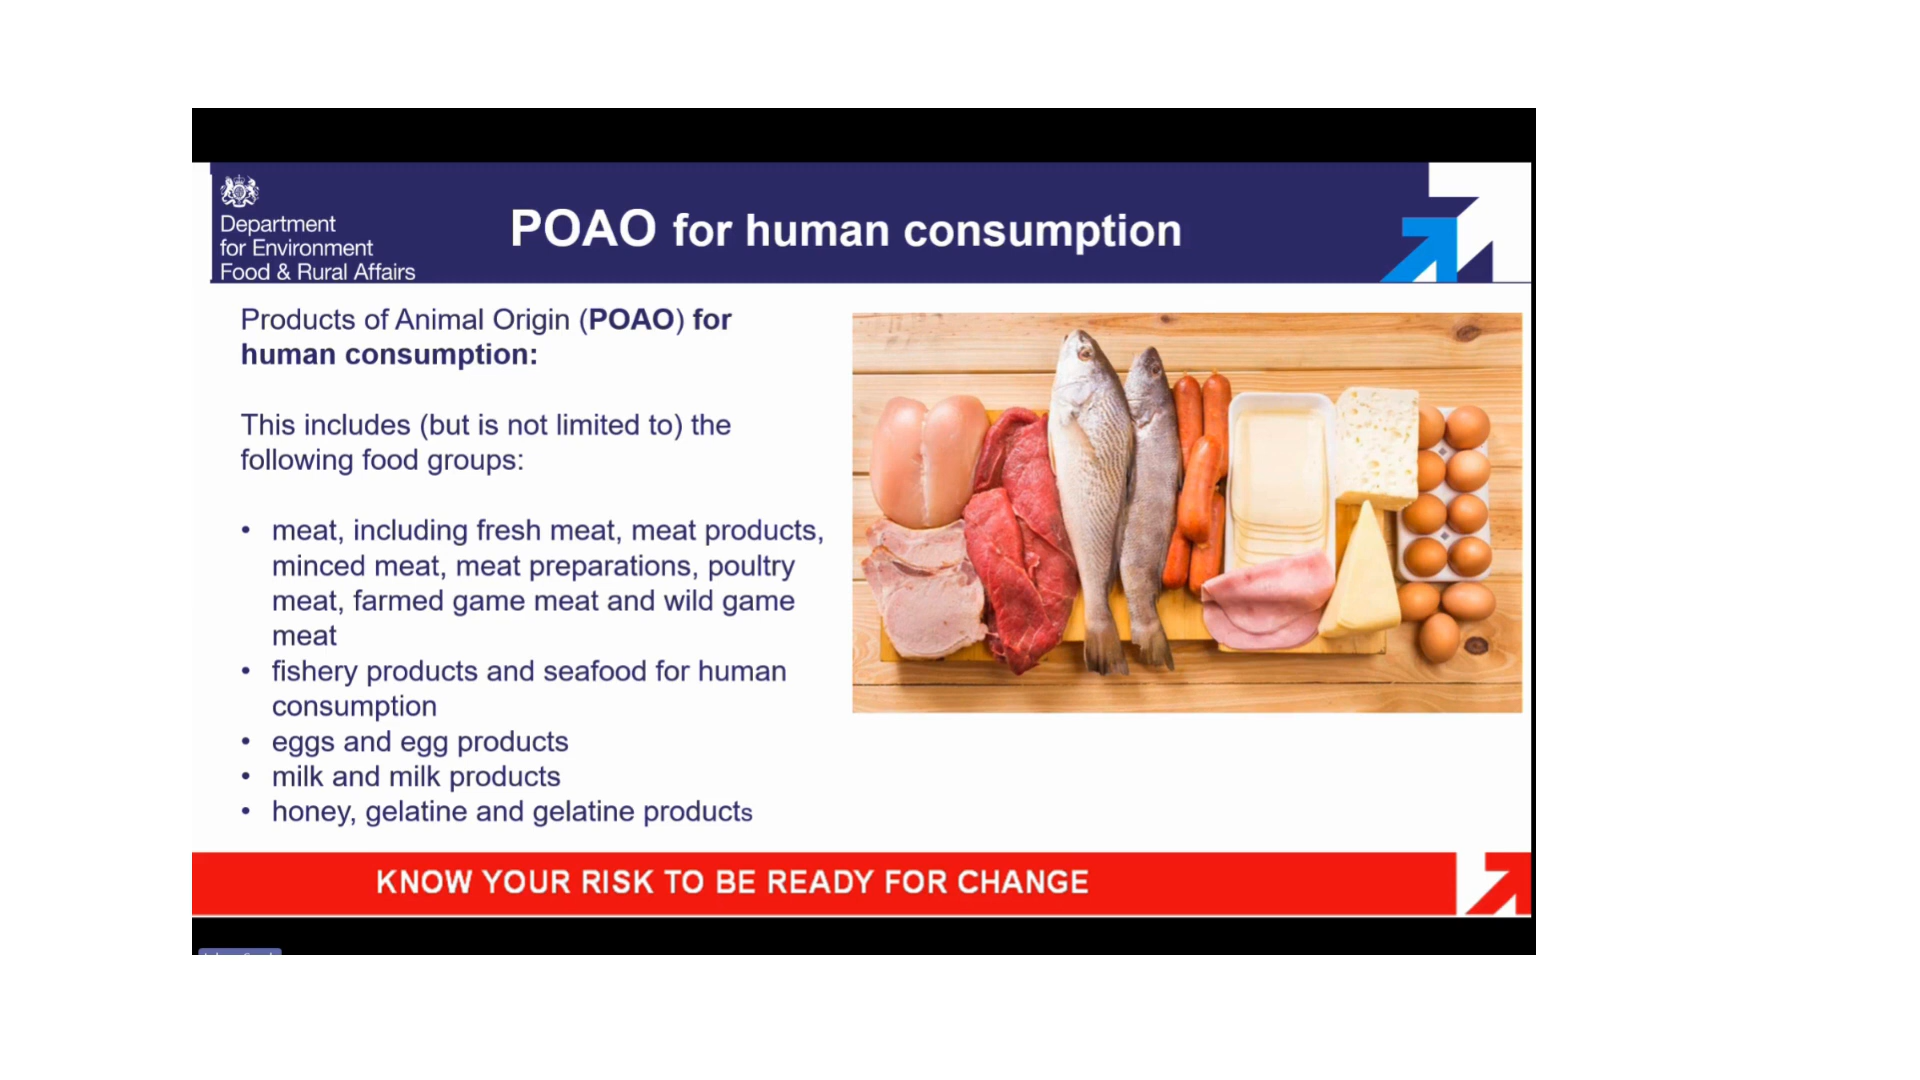 Department
for Environment
Food & Rural Affairs
POAO for human consumption
Products of Animal Origin (POAO) for
human consumption:
This includes (but is not limited to) the
following food groups:
• meat, including fresh meat, meat products,
minced meat, meat preparations, poultry
meat, farmed game meat and wild game
meat
• fishery products and seafood for human
consumption
• eggs and egg products
• milk and milk products
• honey, gelatine and gelatine products
KNOW YOUR RISK TO BE READY FOR CHANGE